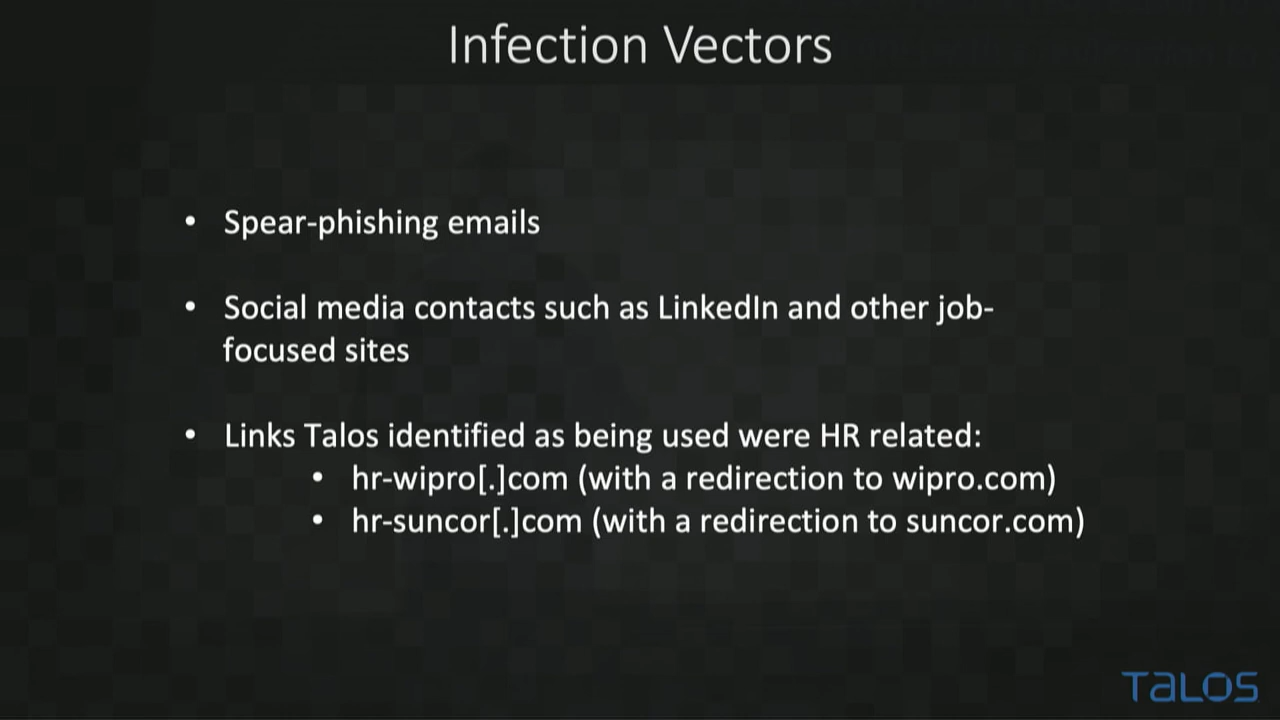 Infection Vectors
• Spear-phishing emails
• Social media contacts such as LinkedIn and other job-
focused sites
• Links Talos identified as being used were HR related:
• hr-wipro[.]com (with a redirection to wipro.com)
• hr-suncor[.]com (with a redirection to suncor.com)
TALOS